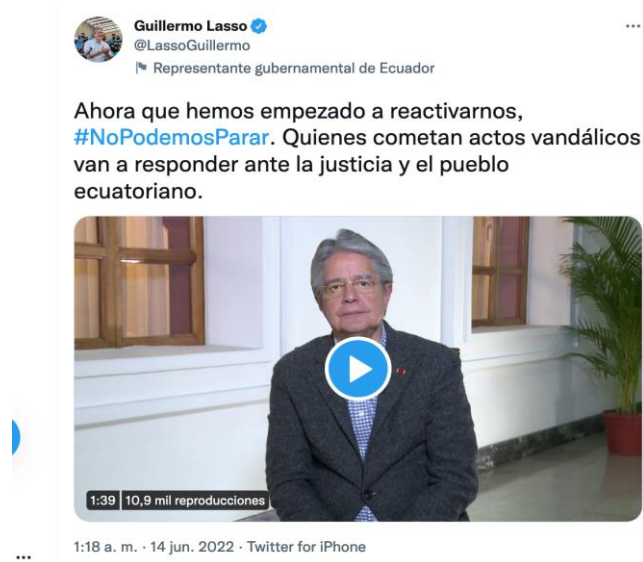 Guillermo Lasso
@LassoGuillermo
Representante gubernamental de Ecuador
Ahora que hemos empezado a reactivarnos,
#NoPodemosParar. Quienes cometan actos vandálicos
van a responder ante la justicia y el pueblo
ecuatoriano.
1:39 10,9 mil reproducciones
1:18 a. m. · 14 jun. 2022 · Twitter for iPhone